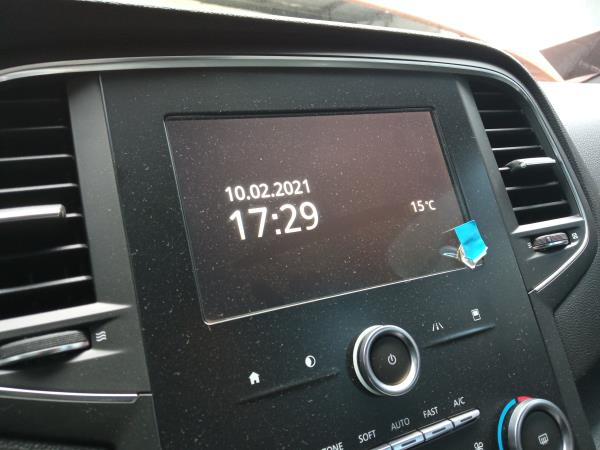 10.02.2021
17:29
15°C
SOFT AUTO FAST A/C